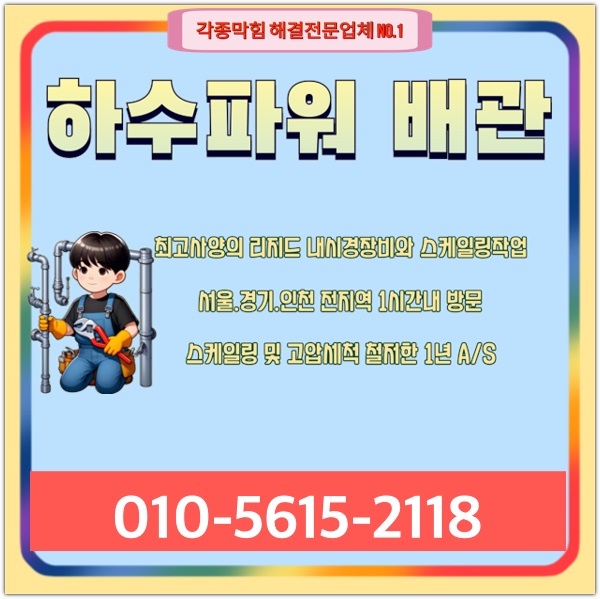 각종막힘 해결전문업체 NO.1
하수파워 배관
최고사양의 리지드 내시경장비와 스케일링작업
서울.경기.인천 전지역 1시간내 방문
스케일링 및 고압세척 철저한 1년 A/S
010-5615-2118